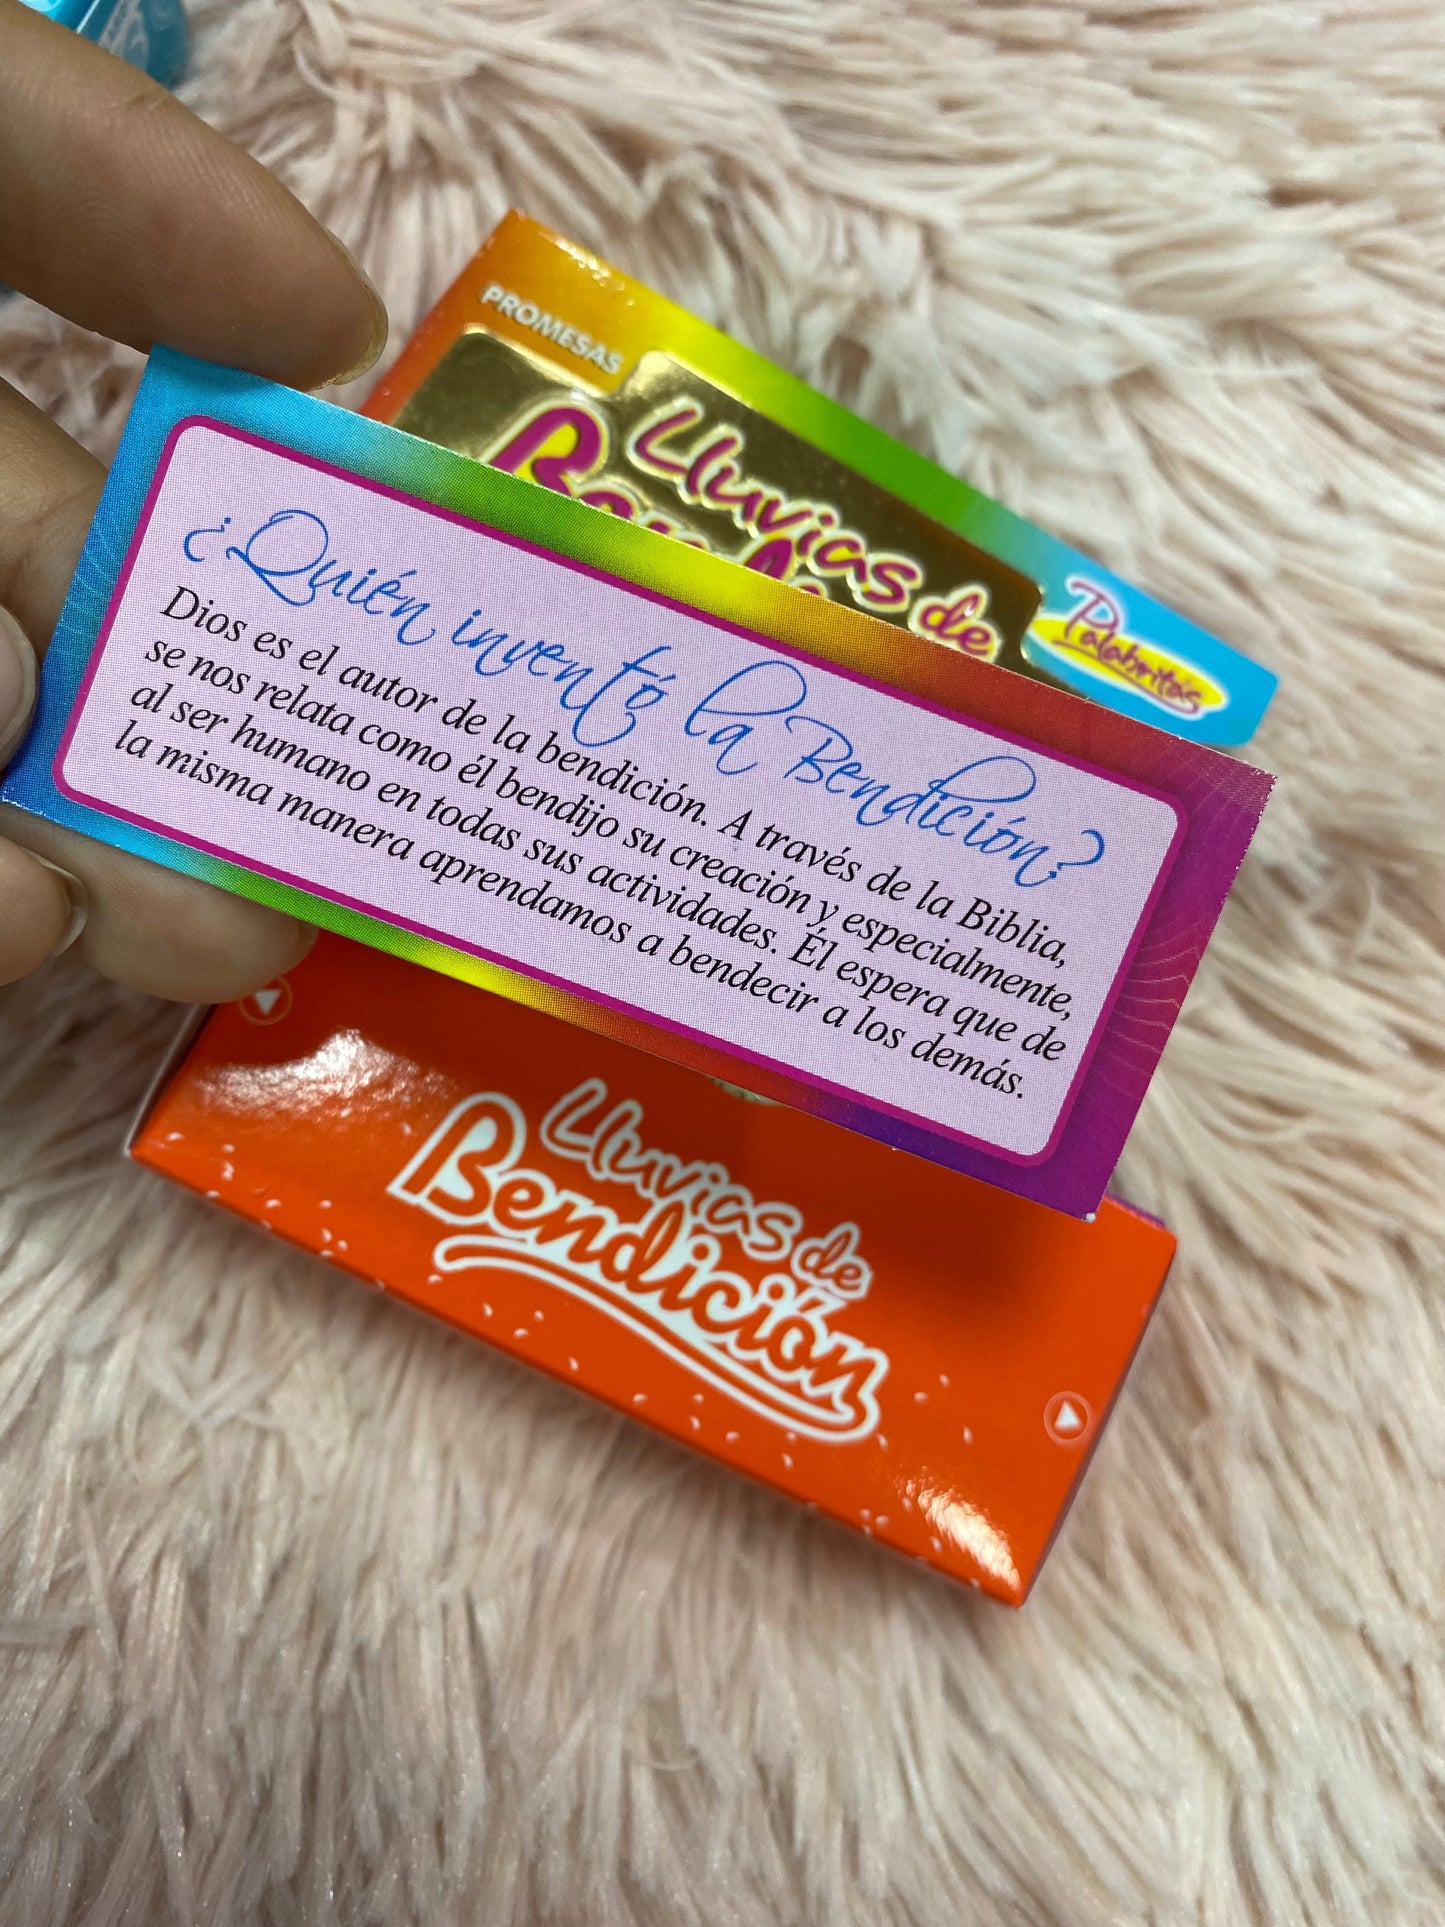 PROMESAS
Lluvias de
Palabritas
¿Quién inventó la Bendición?
Dios es el autor de la bendición. A través de la Biblia,
se nos relata como él bendijo su creación y especialmente,
al ser humano en todas sus actividades. Él espera que de
la misma manera aprendamos a bendecir a los demás.
Lluvias de
Bendición